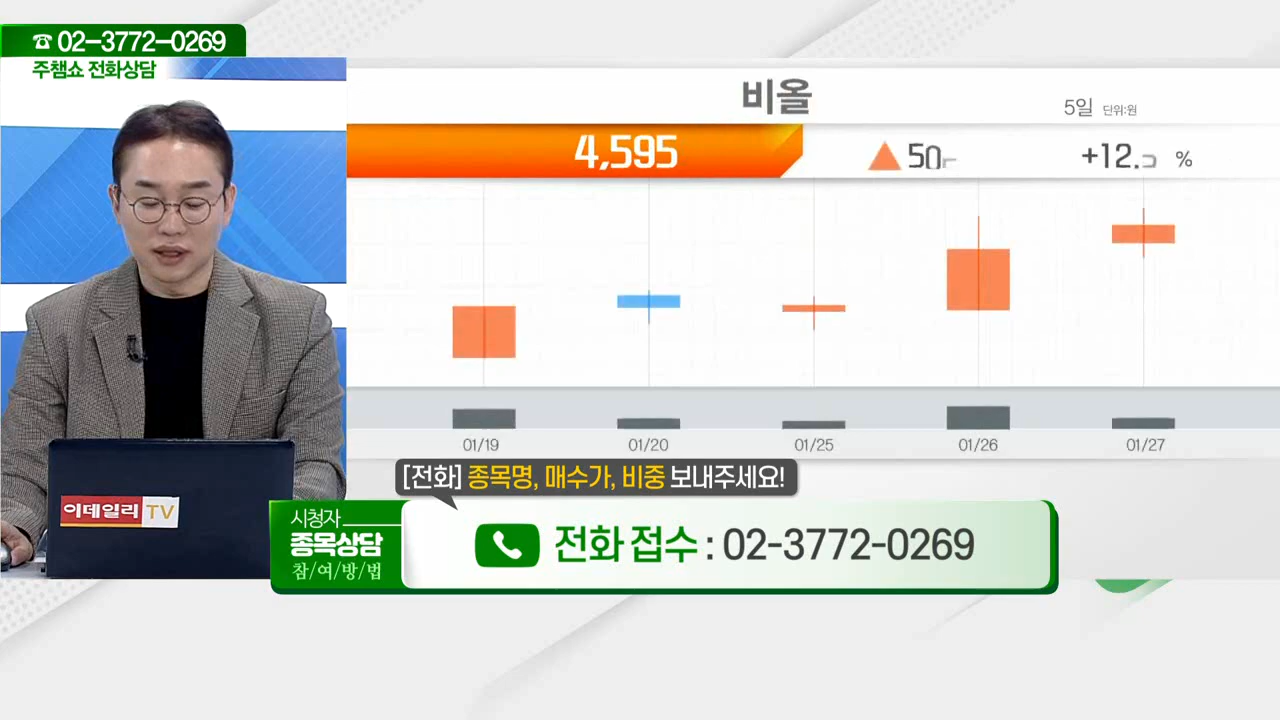 ☎ 02-3772-0269
주챔쇼 전화상담
비올
5일 단위:원
4,595
▲ 50
+12. %
01/19 01/20 01/25 01/26 01/27
[전화] 종목명, 매수가, 비중 보내주세요!
이데일리 TV
시청자
종목상담
참/여/방/법
전화 접수 : 02-3772-0269